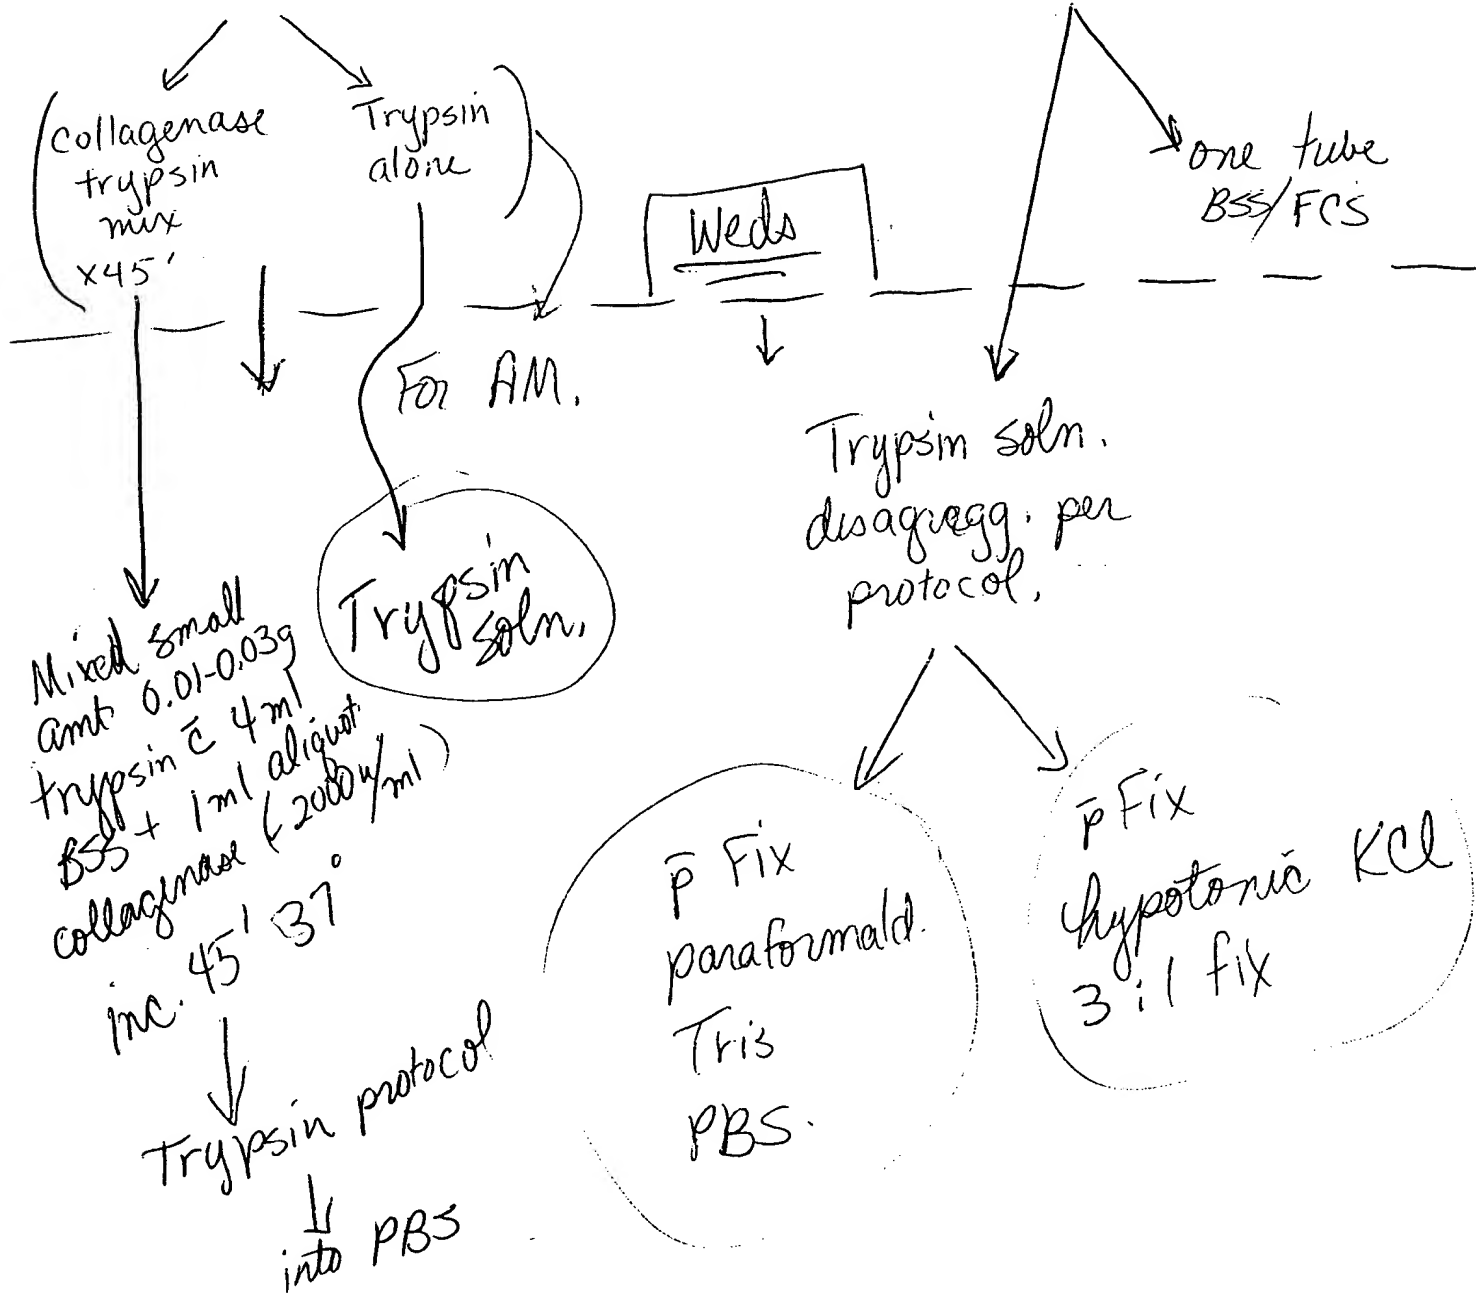 Collagenase
trypsin
mix
x45'
Trypsin
alone
Weds
one tube
BSS/FCS
For AM.
Trypsin
soln.
Trypsin soln.
disaggregg. per
protocol.
Mixed small
amt 0.01-0.03g
trypsin c̄ 4ml
BSS + 1ml aliquot
collagenase (~2000u/ml)
inc. 45' 37°
Trypsin protocol
into PBS
p̄ Fix
paraformald.
Tris
PBS.
p̄ Fix
hypotonic KCl
3:1 fix